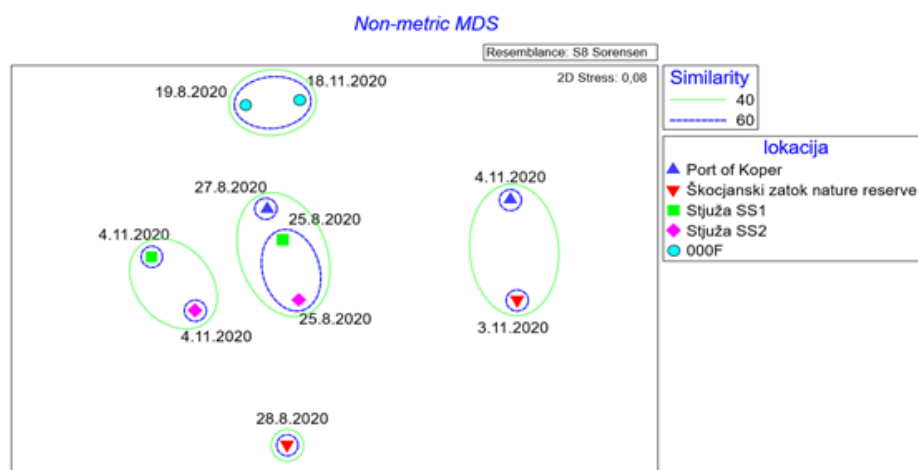 Non-metric MDS
Resemblance: S8 Sorensen
2D Stress: 0,08
19.8.2020
18.11.2020
27.8.2020
25.8.2020
4.11.2020
4.11.2020
25.8.2020
4.11.2020
3.11.2020
28.8.2020
Similarity
40
60
lokacija
Port of Koper
Škocjanski zatok nature reserve
Stjuža SS1
Stjuža SS2
000F